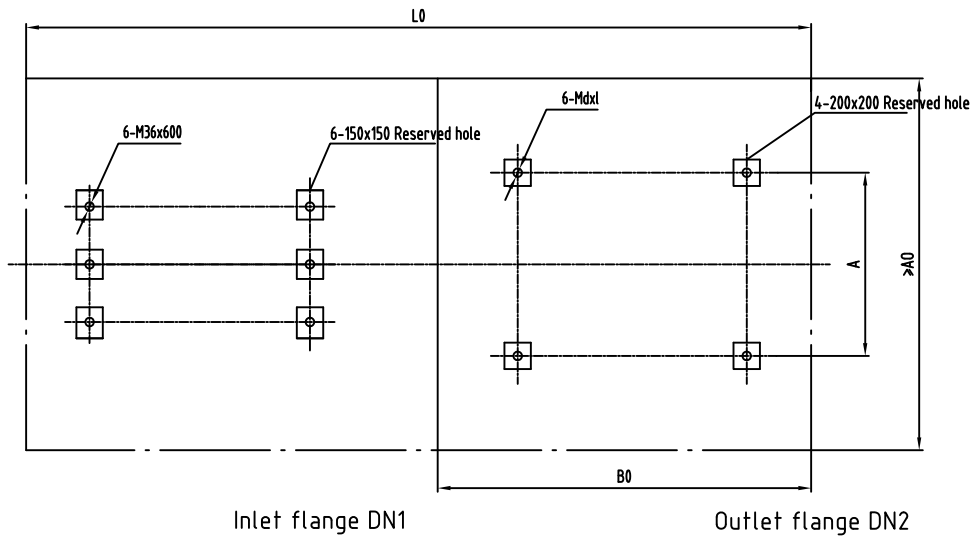 L0
6-Mdxl
4-200x200 Reserved hole
6-M36x600
6-150x150 Reserved hole
A
≥A0
B0
Inlet flange DN1
Outlet flange DN2